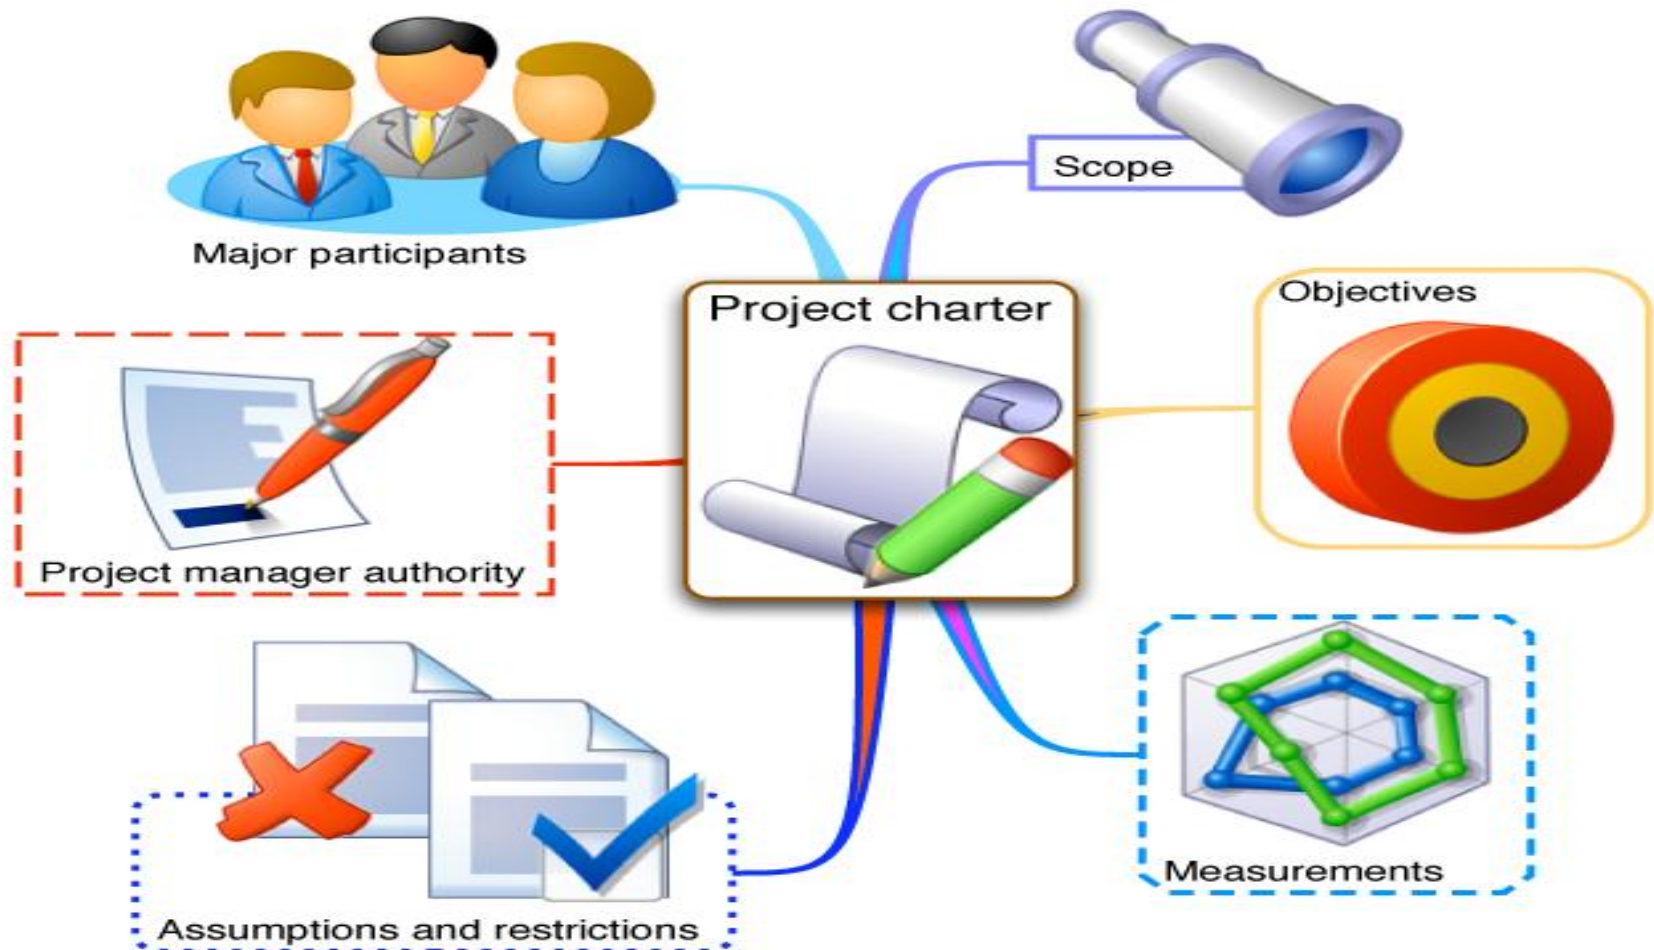 Scope
Major participants
Objectives
Project charter
Project manager authority
Measurements
Assumptions and restrictions